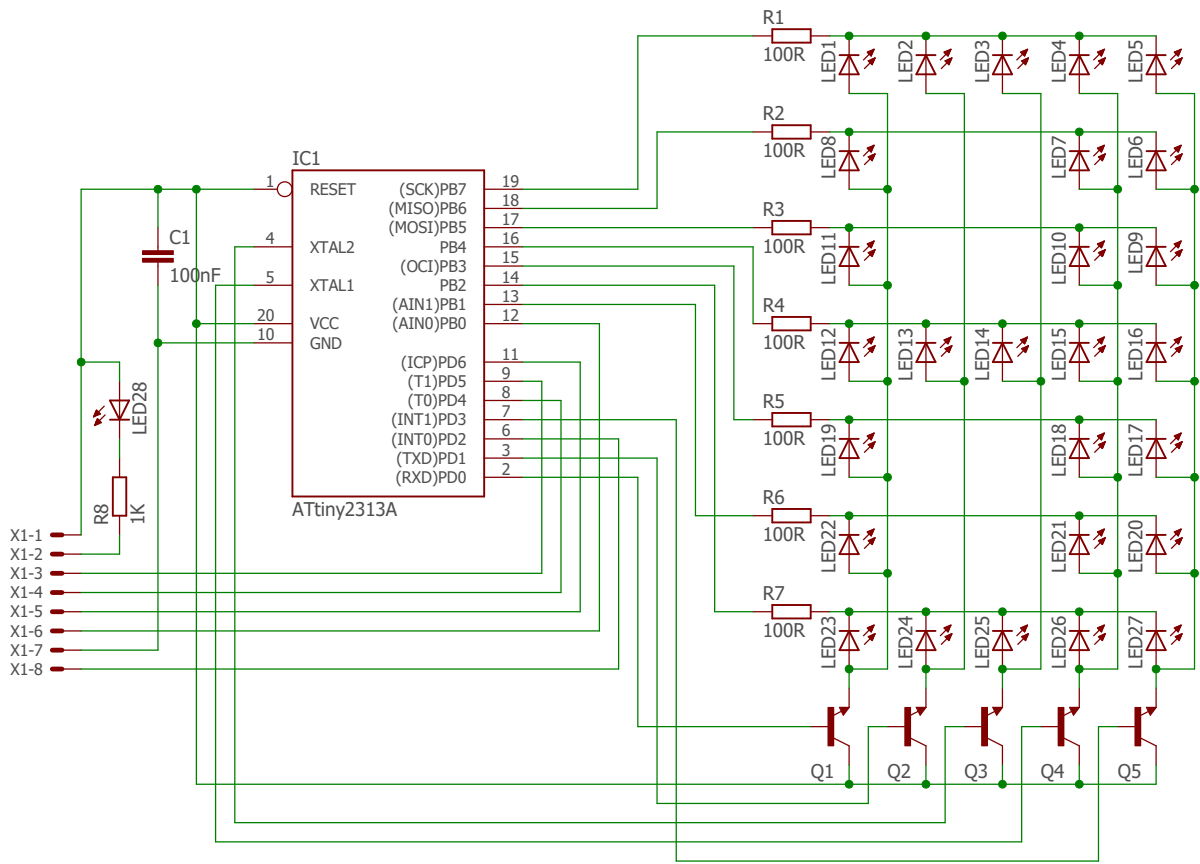 R1
100R
LED1
LED2
LED3
LED4
LED5
R2
100R
LED8
LED7
LED6
R3
100R
LED11
LED10
LED9
R4
100R
LED12
LED13
LED14
LED15
LED16
R5
100R
LED19
LED18
LED17
R6
100R
LED22
LED21
LED20
R7
100R
LED23
LED24
LED25
LED26
LED27
Q1
Q2
Q3
Q4
Q5
IC1
1
RESET
4
XTAL2
5
XTAL1
20
VCC
10
GND
(SCK)PB7
19
(MISO)PB6
18
(MOSI)PB5
17
PB4
16
(OCI)PB3
15
PB2
14
(AIN1)PB1
13
(AIN0)PB0
12
(ICP)PD6
11
(T1)PD5
9
(T0)PD4
8
(INT1)PD3
7
(INT0)PD2
6
(TXD)PD1
3
(RXD)PD0
2
ATtiny2313A
C1
100nF
LED28
R8
1K
X1-1
X1-2
X1-3
X1-4
X1-5
X1-6
X1-7
X1-8